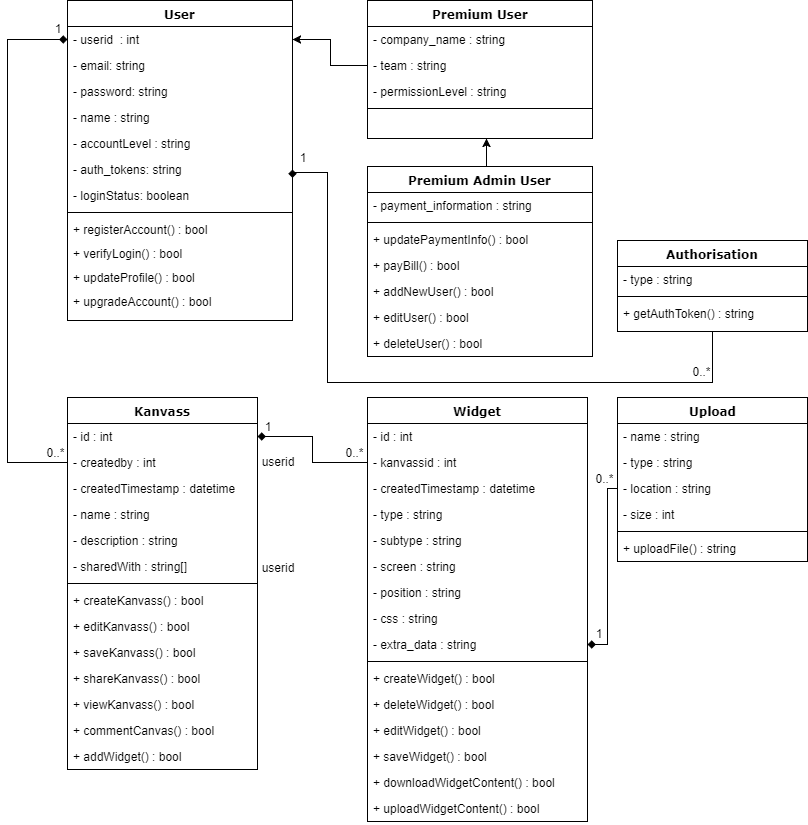 User
1
- userid  : int
- email: string
- password: string
- name : string
- accountLevel : string
- auth_tokens: string
- loginStatus: boolean
+ registerAccount() : bool
+ verifyLogin() : bool
+ updateProfile() : bool
+ upgradeAccount() : bool
Premium User
- company_name : string
- team : string
- permissionLevel : string
1
Premium Admin User
- payment_information : string
+ updatePaymentInfo() : bool
+ payBill() : bool
+ addNewUser() : bool
+ editUser() : bool
+ deleteUser() : bool
Authorisation
- type : string
+ getAuthToken() : string
0..*
Kanvass
- id : int
- createdby : int
- createdTimestamp : datetime
- name : string
- description : string
- sharedWith : string[]
+ createKanvass() : bool
+ editKanvass() : bool
+ saveKanvass() : bool
+ shareKanvass() : bool
+ viewKanvass() : bool
+ commentCanvas() : bool
+ addWidget() : bool
0..*
1
0..*
userid
userid
Widget
- id : int
- kanvassid : int
- createdTimestamp : datetime
- type : string
- subtype : string
- screen : string
- position : string
- css : string
- extra_data : string
+ createWidget() : bool
+ deleteWidget() : bool
+ editWidget() : bool
+ saveWidget() : bool
+ downloadWidgetContent() : bool
+ uploadWidgetContent() : bool
0..*
1
Upload
- name : string
- type : string
- location : string
- size : int
+ uploadFile() : string